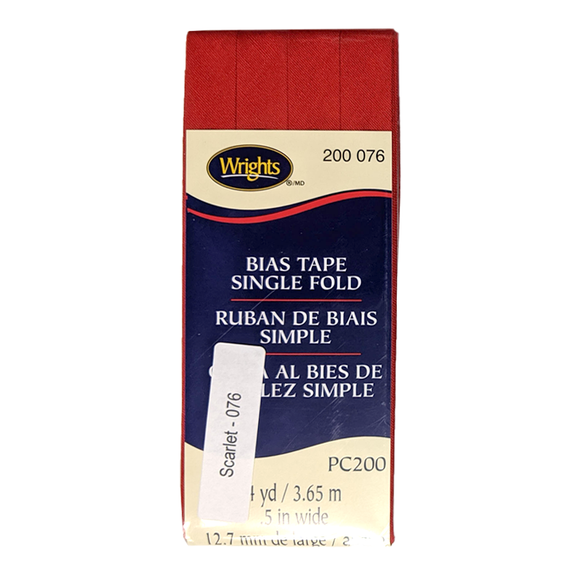 Wrights
®/MD
200 076
BIAS TAPE
SINGLE FOLD
RUBAN DE BIAIS
SIMPLE
AL BIES DE
SIMPLE
Scarlet - 076
PC200
yd / 3.65 m
.5 in wide
12.7 mm de large /